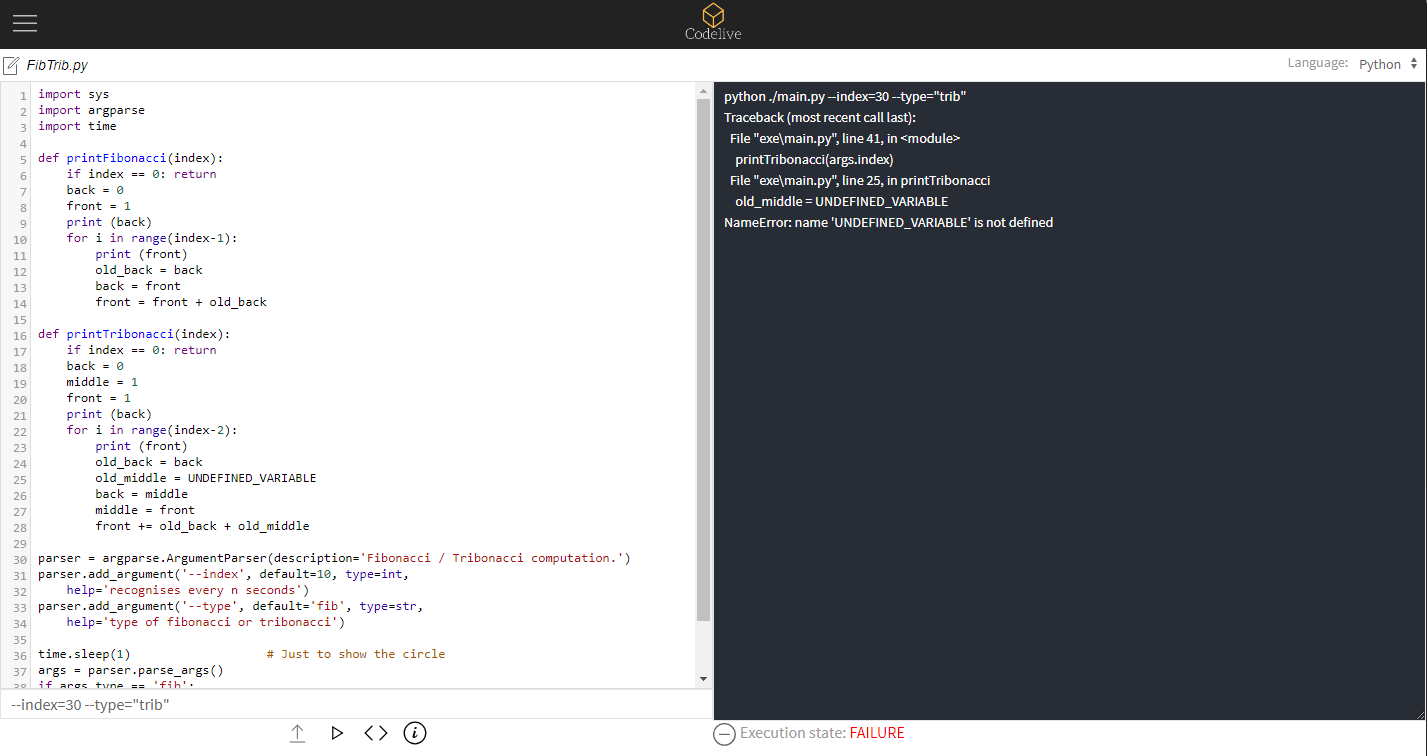 Codelive
FibTrib.py
Language: Python
1 import sys
2 import argparse
3 import time
4
5 def printFibonacci(index):
6     if index == 0: return
7     back = 0
8     front = 1
9     print (back)
10     for i in range(index-1):
11         print (front)
12         old_back = back
13         back = front
14         front = front + old_back
15
16 def printTribonacci(index):
17     if index == 0: return
18     back = 0
19     middle = 1
20     front = 1
21     print (back)
22     for i in range(index-2):
23         print (front)
24         old_back = back
25         old_middle = UNDEFINED_VARIABLE
26         back = middle
27         middle = front
28         front += old_back + old_middle
29
30 parser = argparse.ArgumentParser(description='Fibonacci / Tribonacci computation.')
31 parser.add_argument('--index', default=10, type=int,
32     help='recognises every n seconds')
33 parser.add_argument('--type', default='fib', type=str,
34     help='type of fibonacci or tribonacci')
35
36 time.sleep(1)                   # Just to show the circle
37 args = parser.parse_args()
38 if args.type == 'fib':
--index=30 --type="trib"
python ./main.py --index=30 --type="trib"
Traceback (most recent call last):
  File "exe\main.py", line 41, in <module>
    printTribonacci(args.index)
  File "exe\main.py", line 25, in printTribonacci
    old_middle = UNDEFINED_VARIABLE
NameError: name 'UNDEFINED_VARIABLE' is not defined
Execution state: FAILURE